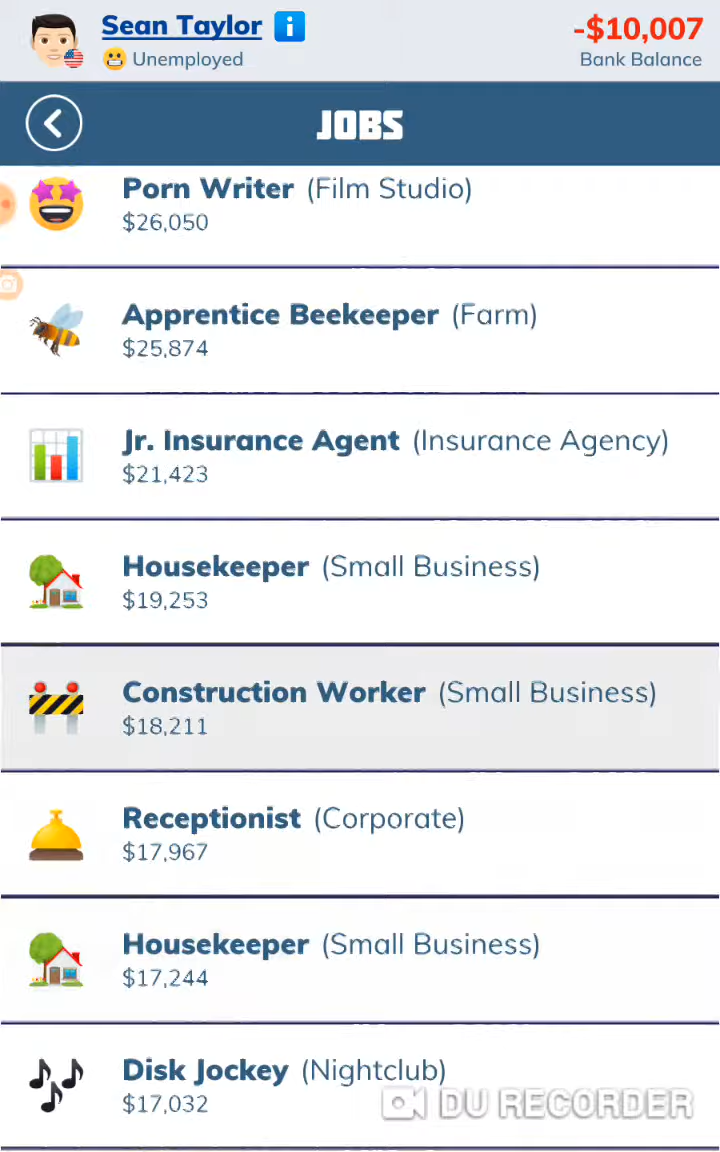 Sean Taylor
-$10,007
Unemployed
Bank Balance
JOBS
Porn Writer (Film Studio)
$26,050
Apprentice Beekeeper (Farm)
$25,874
Jr. Insurance Agent (Insurance Agency)
$21,423
Housekeeper (Small Business)
$19,253
Construction Worker (Small Business)
$18,211
Receptionist (Corporate)
$17,967
Housekeeper (Small Business)
$17,244
Disk Jockey (Nightclub)
$17,032
DU RECORDER